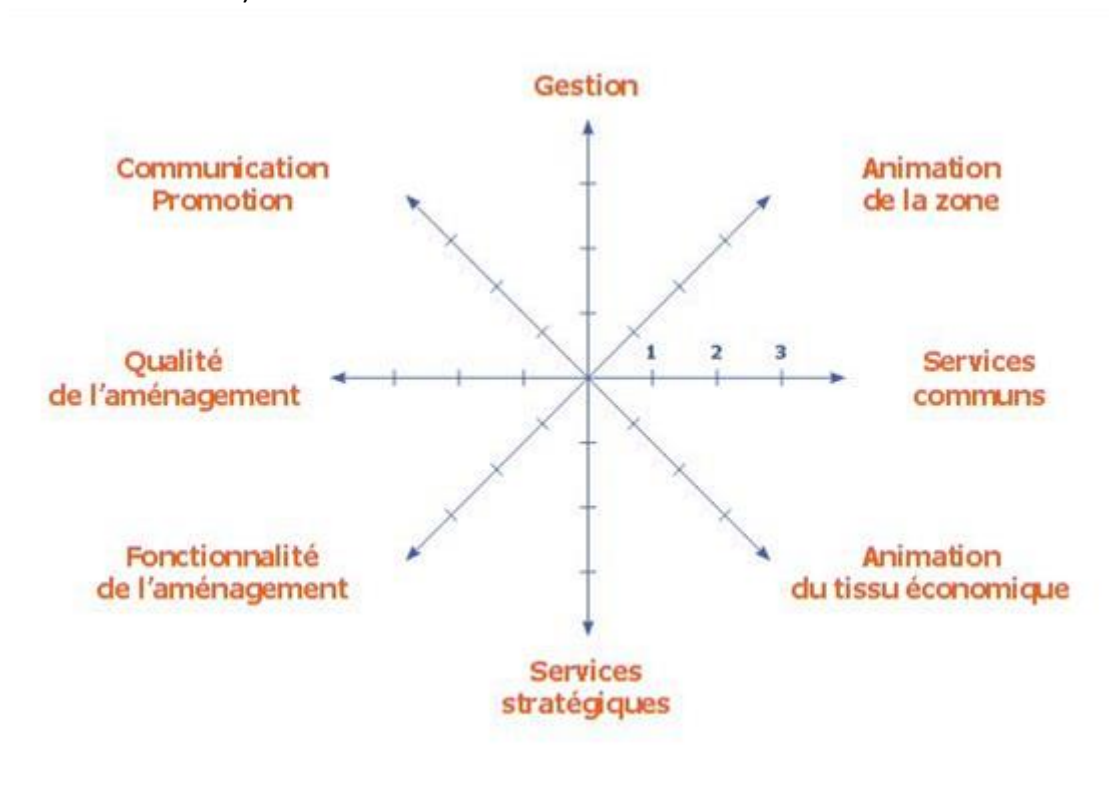 Gestion
Communication
Promotion
Animation
de la zone
Qualité
de l'aménagement
1 2 3
Services
communs
Fonctionnalité
de l'aménagement
Animation
du tissu économique
Services
stratégiques